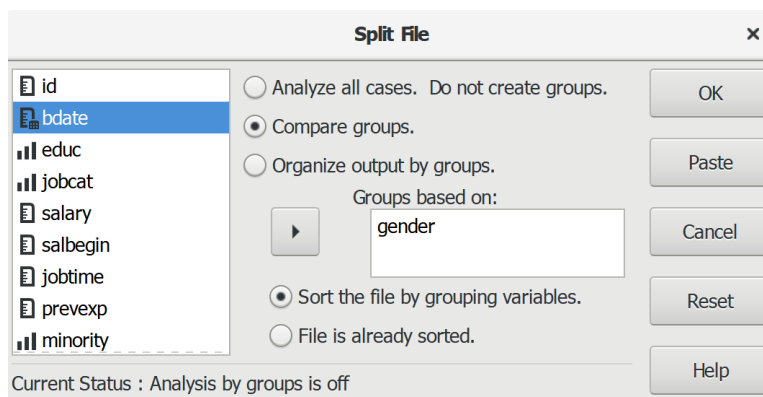 Split File
id
bdate
educ
jobcat
salary
salbegin
jobtime
prevexp
minority
Analyze all cases.  Do not create groups.
Compare groups.
Organize output by groups.
Groups based on:
gender
Sort the file by grouping variables.
File is already sorted.
OK
Paste
Cancel
Reset
Help
Current Status : Analysis by groups is off